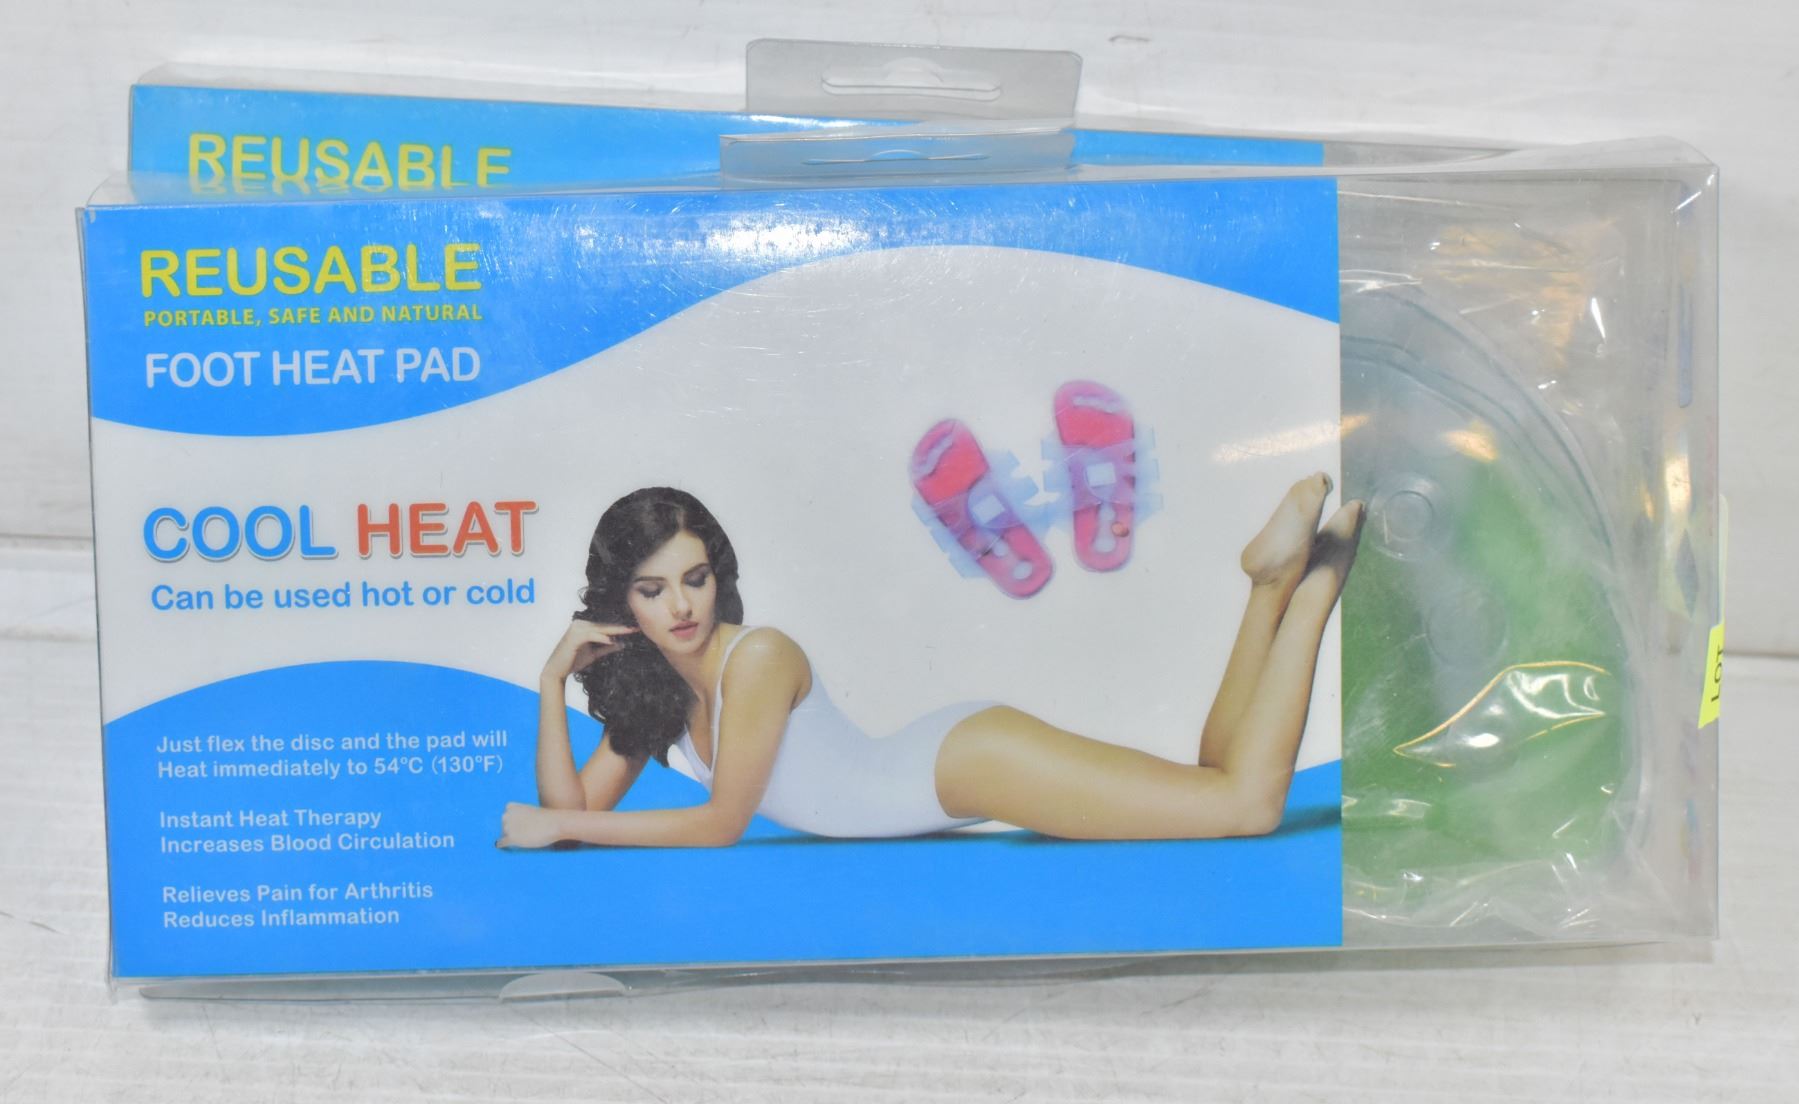 REUSABLE
REUSABLE
PORTABLE, SAFE AND NATURAL
FOOT HEAT PAD
COOL HEAT
Can be used hot or cold
Just flex the disc and the pad will
Heat immediately to 54°C (130°F)
Instant Heat Therapy
Increases Blood Circulation
Relieves Pain for Arthritis
Reduces Inflammation
LOT